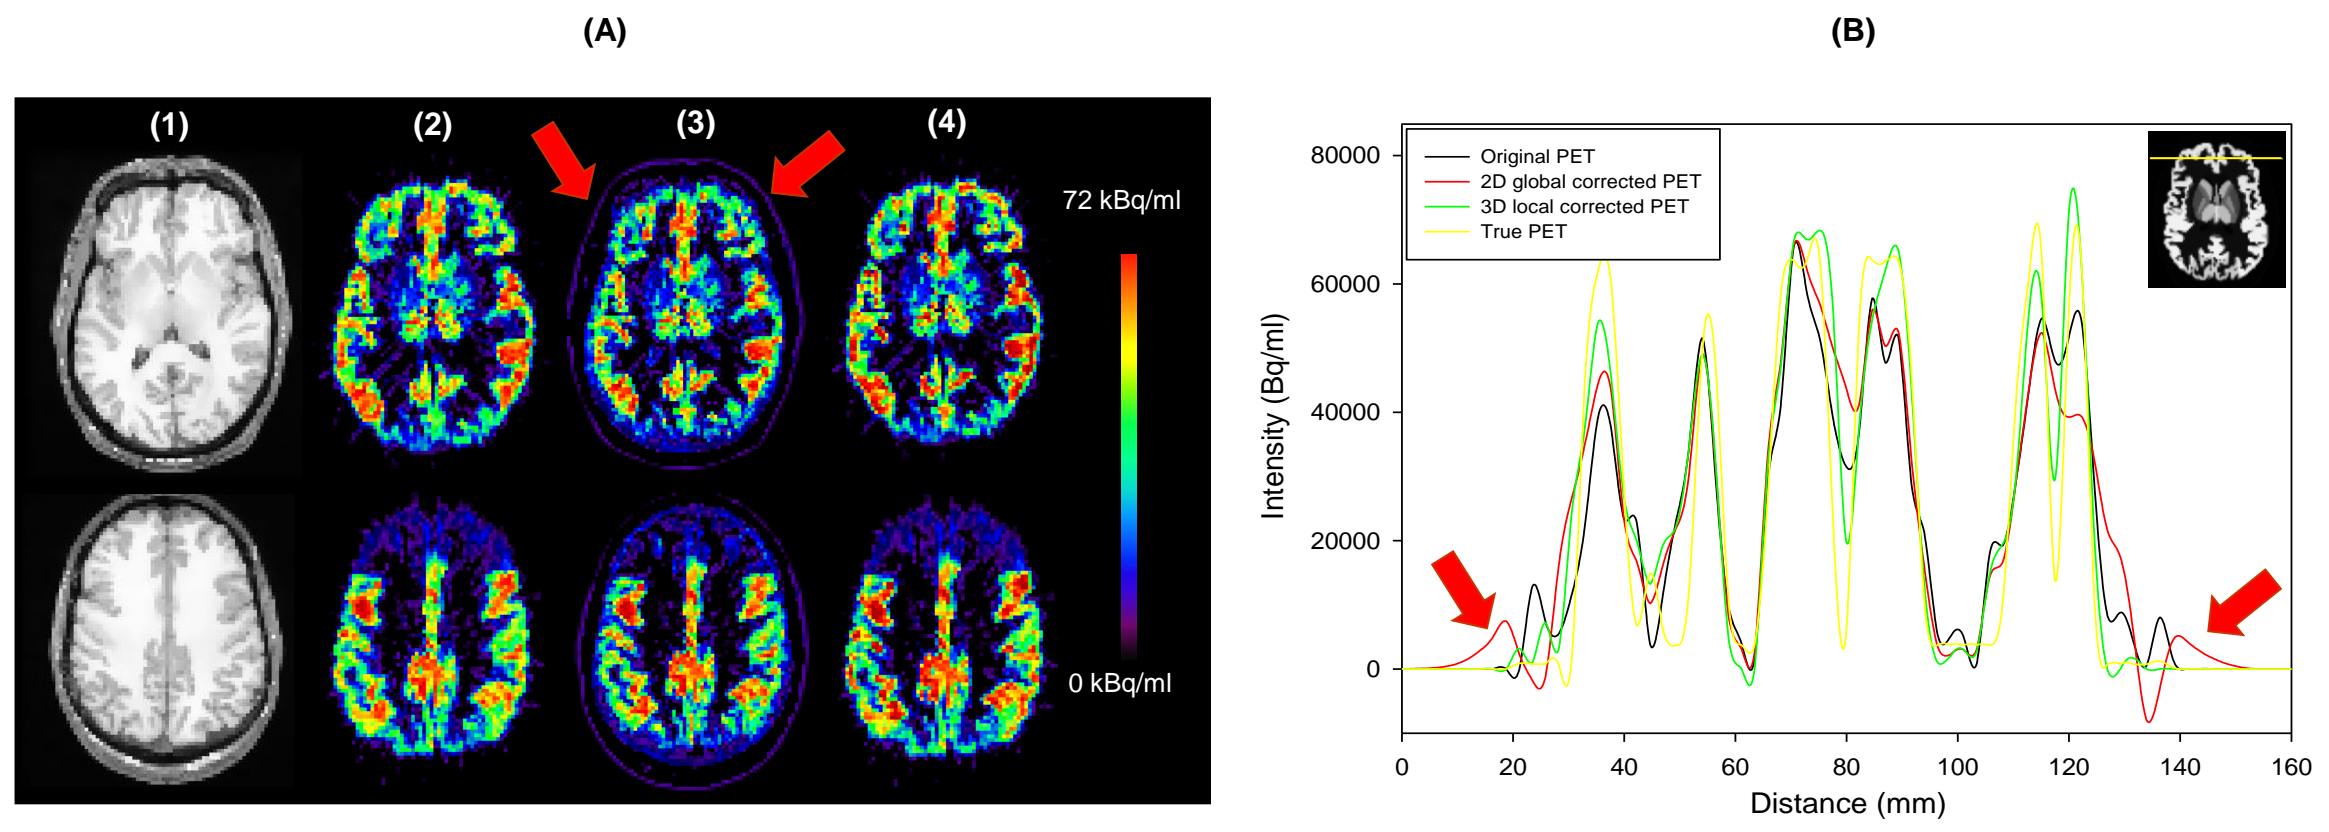 (A)
(B)
(1)
(2)
(3)
(4)
72 kBq/ml
0 kBq/ml
Original PET
2D global corrected PET
3D local corrected PET
True PET
Intensity (Bq/ml)
80000
60000
40000
20000
0
0
20
40
60
80
100
120
140
160
Distance (mm)